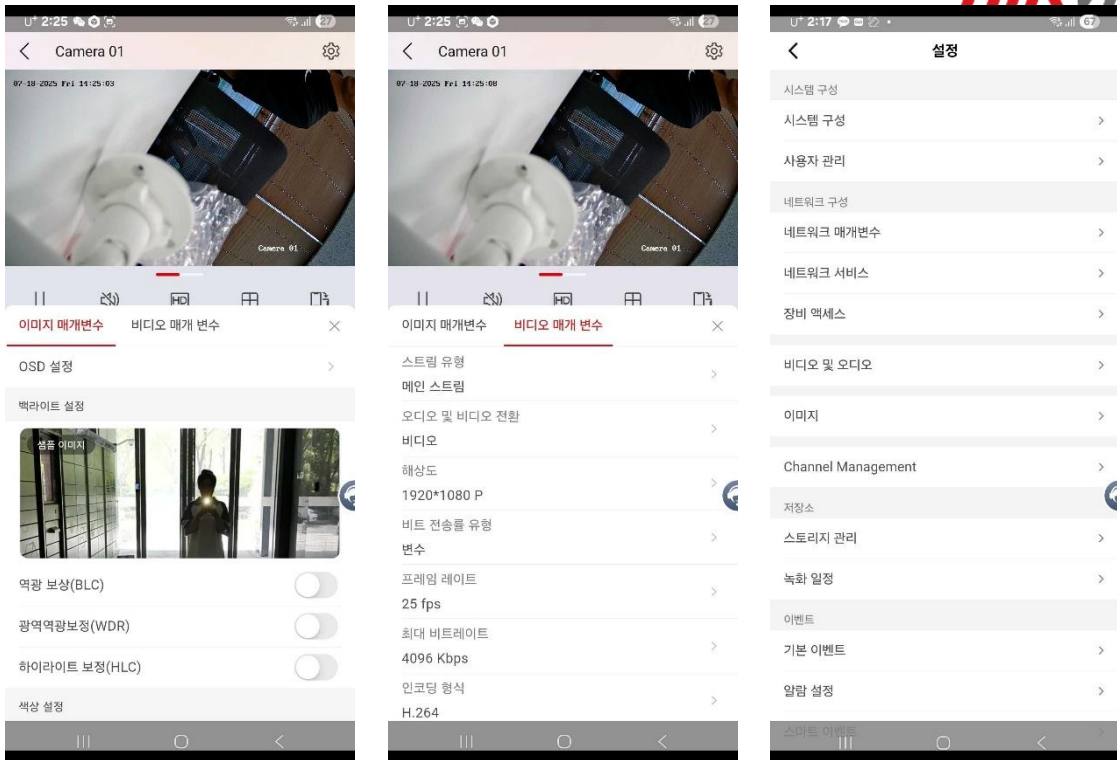 U+ 2:25
27
Camera 01
07-18-2025 Fri 14:25:03
Camera 01
HD
이미지 매개변수 비디오 매개 변수
OSD 설정
백라이트 설정
샘플 이미지
역광 보상(BLC)
광역역광보정(WDR)
하이라이트 보정(HLC)
색상 설정
U+ 2:25
27
Camera 01
07-18-2025 Fri 14:25:08
Camera 01
HD
이미지 매개변수 비디오 매개 변수
스트림 유형
메인 스트림
오디오 및 비디오 전환
비디오
해상도
1920*1080 P
비트 전송률 유형
변수
프레임 레이트
25 fps
최대 비트레이트
4096 Kbps
인코딩 형식
H.264
U+ 2:17
67
설정
시스템 구성
시스템 구성
사용자 관리
네트워크 구성
네트워크 매개변수
네트워크 서비스
장비 액세스
비디오 및 오디오
이미지
Channel Management
저장소
스토리지 관리
녹화 일정
이벤트
기본 이벤트
알람 설정
스마트 이벤트